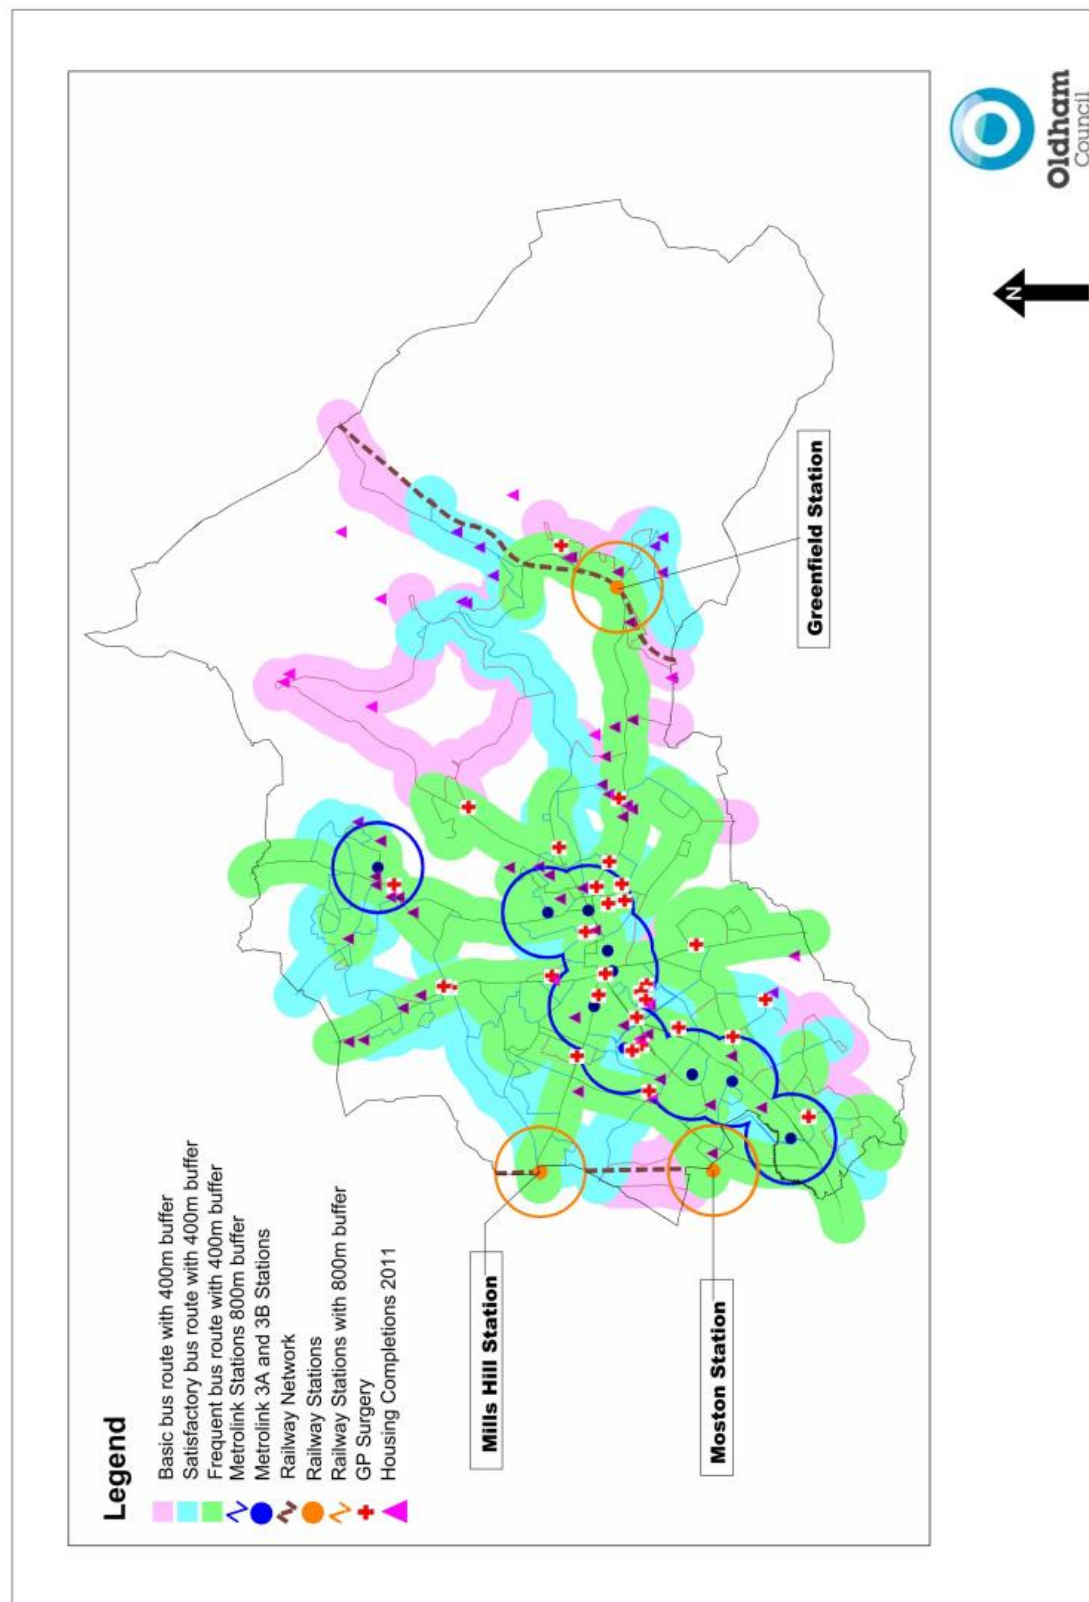 Legend
Basic bus route with 400m buffer
Satisfactory bus route with 400m buffer
Frequent bus route with 400m buffer
Metrolink Stations 800m buffer
Metrolink 3A and 3B Stations
Railway Network
Railway Stations
Railway Stations with 800m buffer
GP Surgery
Housing Completions 2011
Mills Hill Station
Moston Station
Greenfield Station
N
Oldham
Council